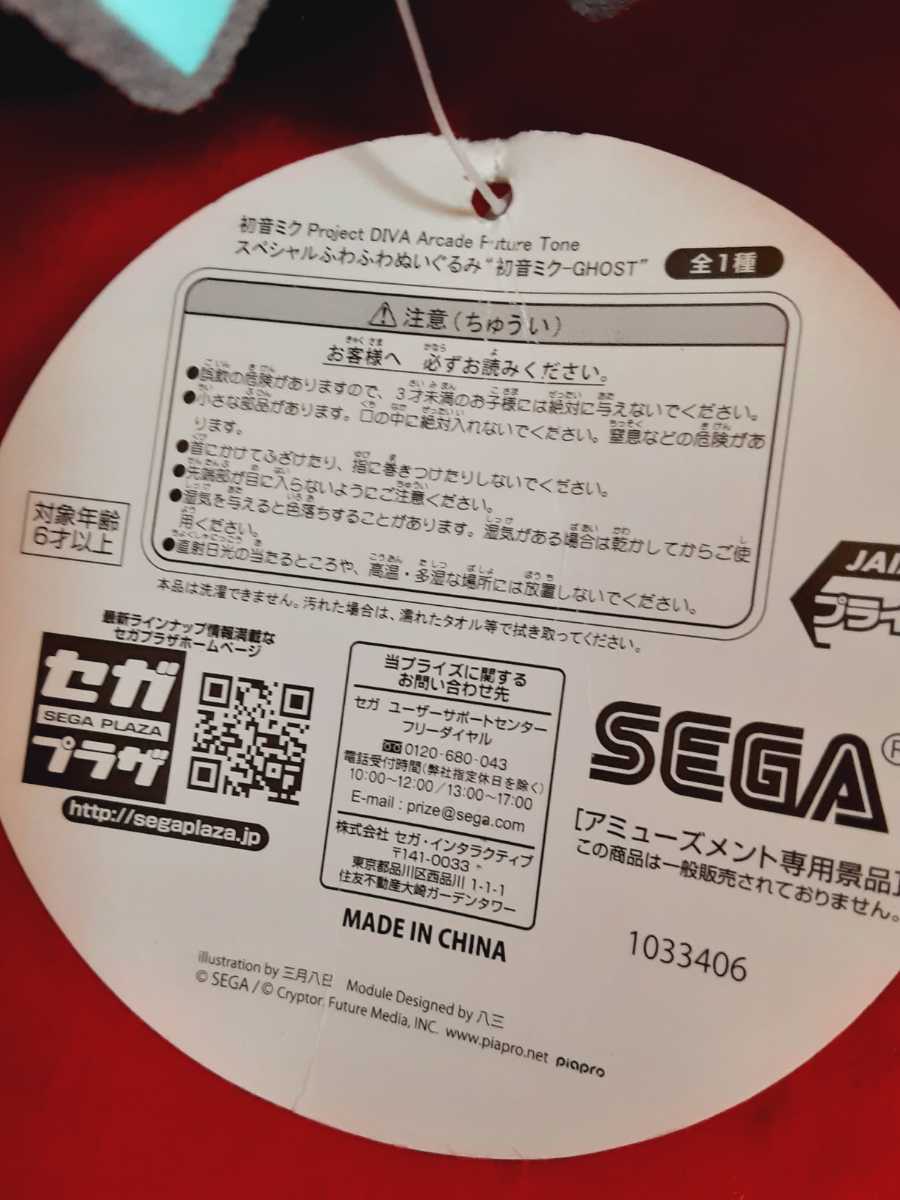 初音ミク Project DIVA Arcade Future Tone
スペシャルふわふわぬいぐるみ“初音ミク-GHOST” 全1種
注意(ちゅうい)
お客様へ 必ずお読みください。
●誤飲の危険がありますので、3才未満のお子様には絶対に与えないでください。
●小さな部品があります。口の中に絶対入れないでください。窒息などの危険があ
ります。
●首にかけてふざけたり、指に巻きつけたりしないでください。
●先端部が目に入らないようにご注意ください。
●湿気を与えると色落ちすることがあります。湿気がある場合は乾かしてからご使
用ください。
●直射日光の当たるところや、高温・多湿な場所には放置しないでください。
本品は洗濯できません。汚れた場合は、濡れたタオル等で拭き取ってください。
対象年齢
6才以上
JAI
プライ
最新ラインナップ情報満載な
セガプラザホームページ
セガ
SEGA PLAZA
プラザ
http://segaplaza.jp
当プライズに関する
お問い合わせ先
セガ ユーザーサポートセンター
フリーダイヤル
0120-680-043
電話受付時間(弊社指定休日を除く)
10:00~12:00/13:00~17:00
E-mail : prize@sega.com
株式会社 セガ・インタラクティブ
〒141-0033
東京都品川区西品川 1-1-1
住友不動産大崎ガーデンタワー
SEGA®
[アミューズメント専用景品]
この商品は一般販売されておりません。
MADE IN CHINA
1033406
illustration by 三月八日 Module Designed by 八三
© SEGA / © Crypton Future Media, INC. www.piapro.net piapro